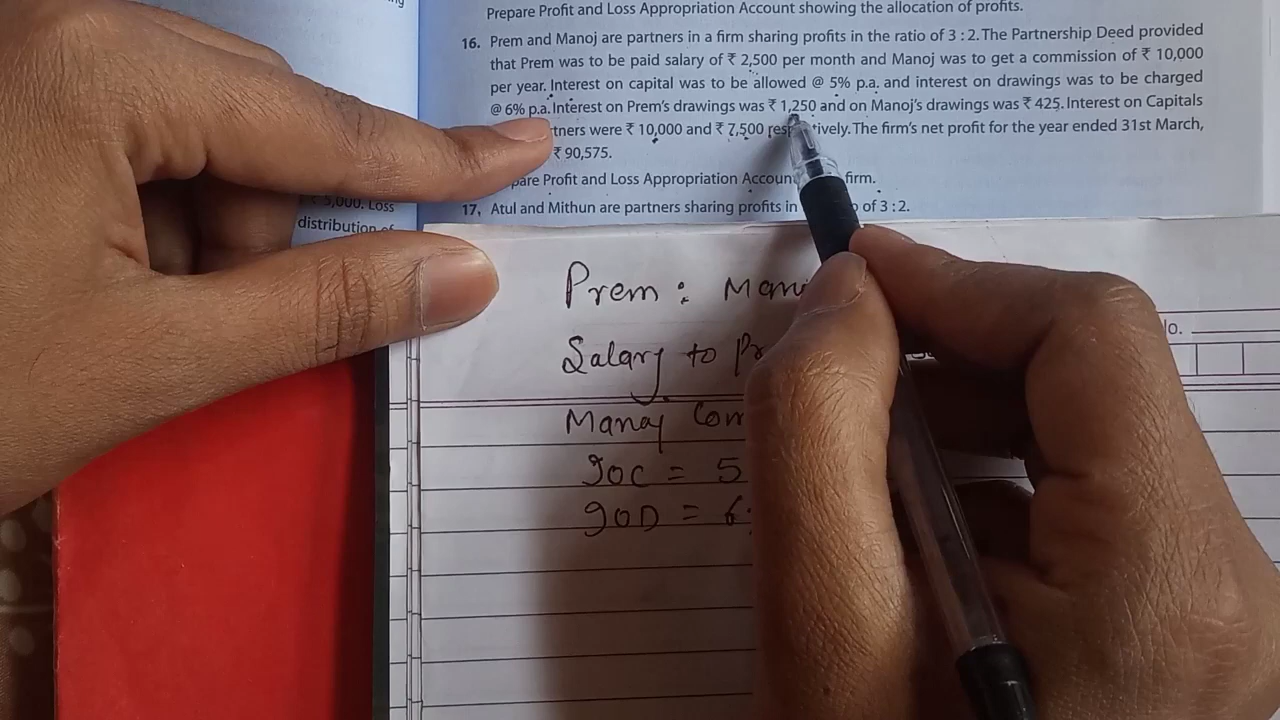 Prepare Profit and Loss Appropriation Account showing the allocation of profits.
16. Prem and Manoj are partners in a firm sharing profits in the ratio of 3 : 2. The Partnership Deed provided
that Prem was to be paid salary of ₹ 2,500 per month and Manoj was to get a commission of ₹ 10,000
per year. Interest on capital was to be allowed @ 5% p.a. and interest on drawings was to be charged
@ 6% p.a. Interest on Prem's drawings was ₹ 1,250 and on Manoj's drawings was ₹ 425. Interest on Capitals
tners were ₹ 10,000 and ₹ 7,500 resp tively. The firm's net profit for the year ended 31st March,
₹ 90,575.
pare Profit and Loss Appropriation Accoun firm.
₹ 5,000. Loss
17. Atul and Mithun are partners sharing profits in of 3 : 2.
distribution
Prem : Man
Salary to Pr
Manoj Com
IOC = 5
IOD = 6
No.